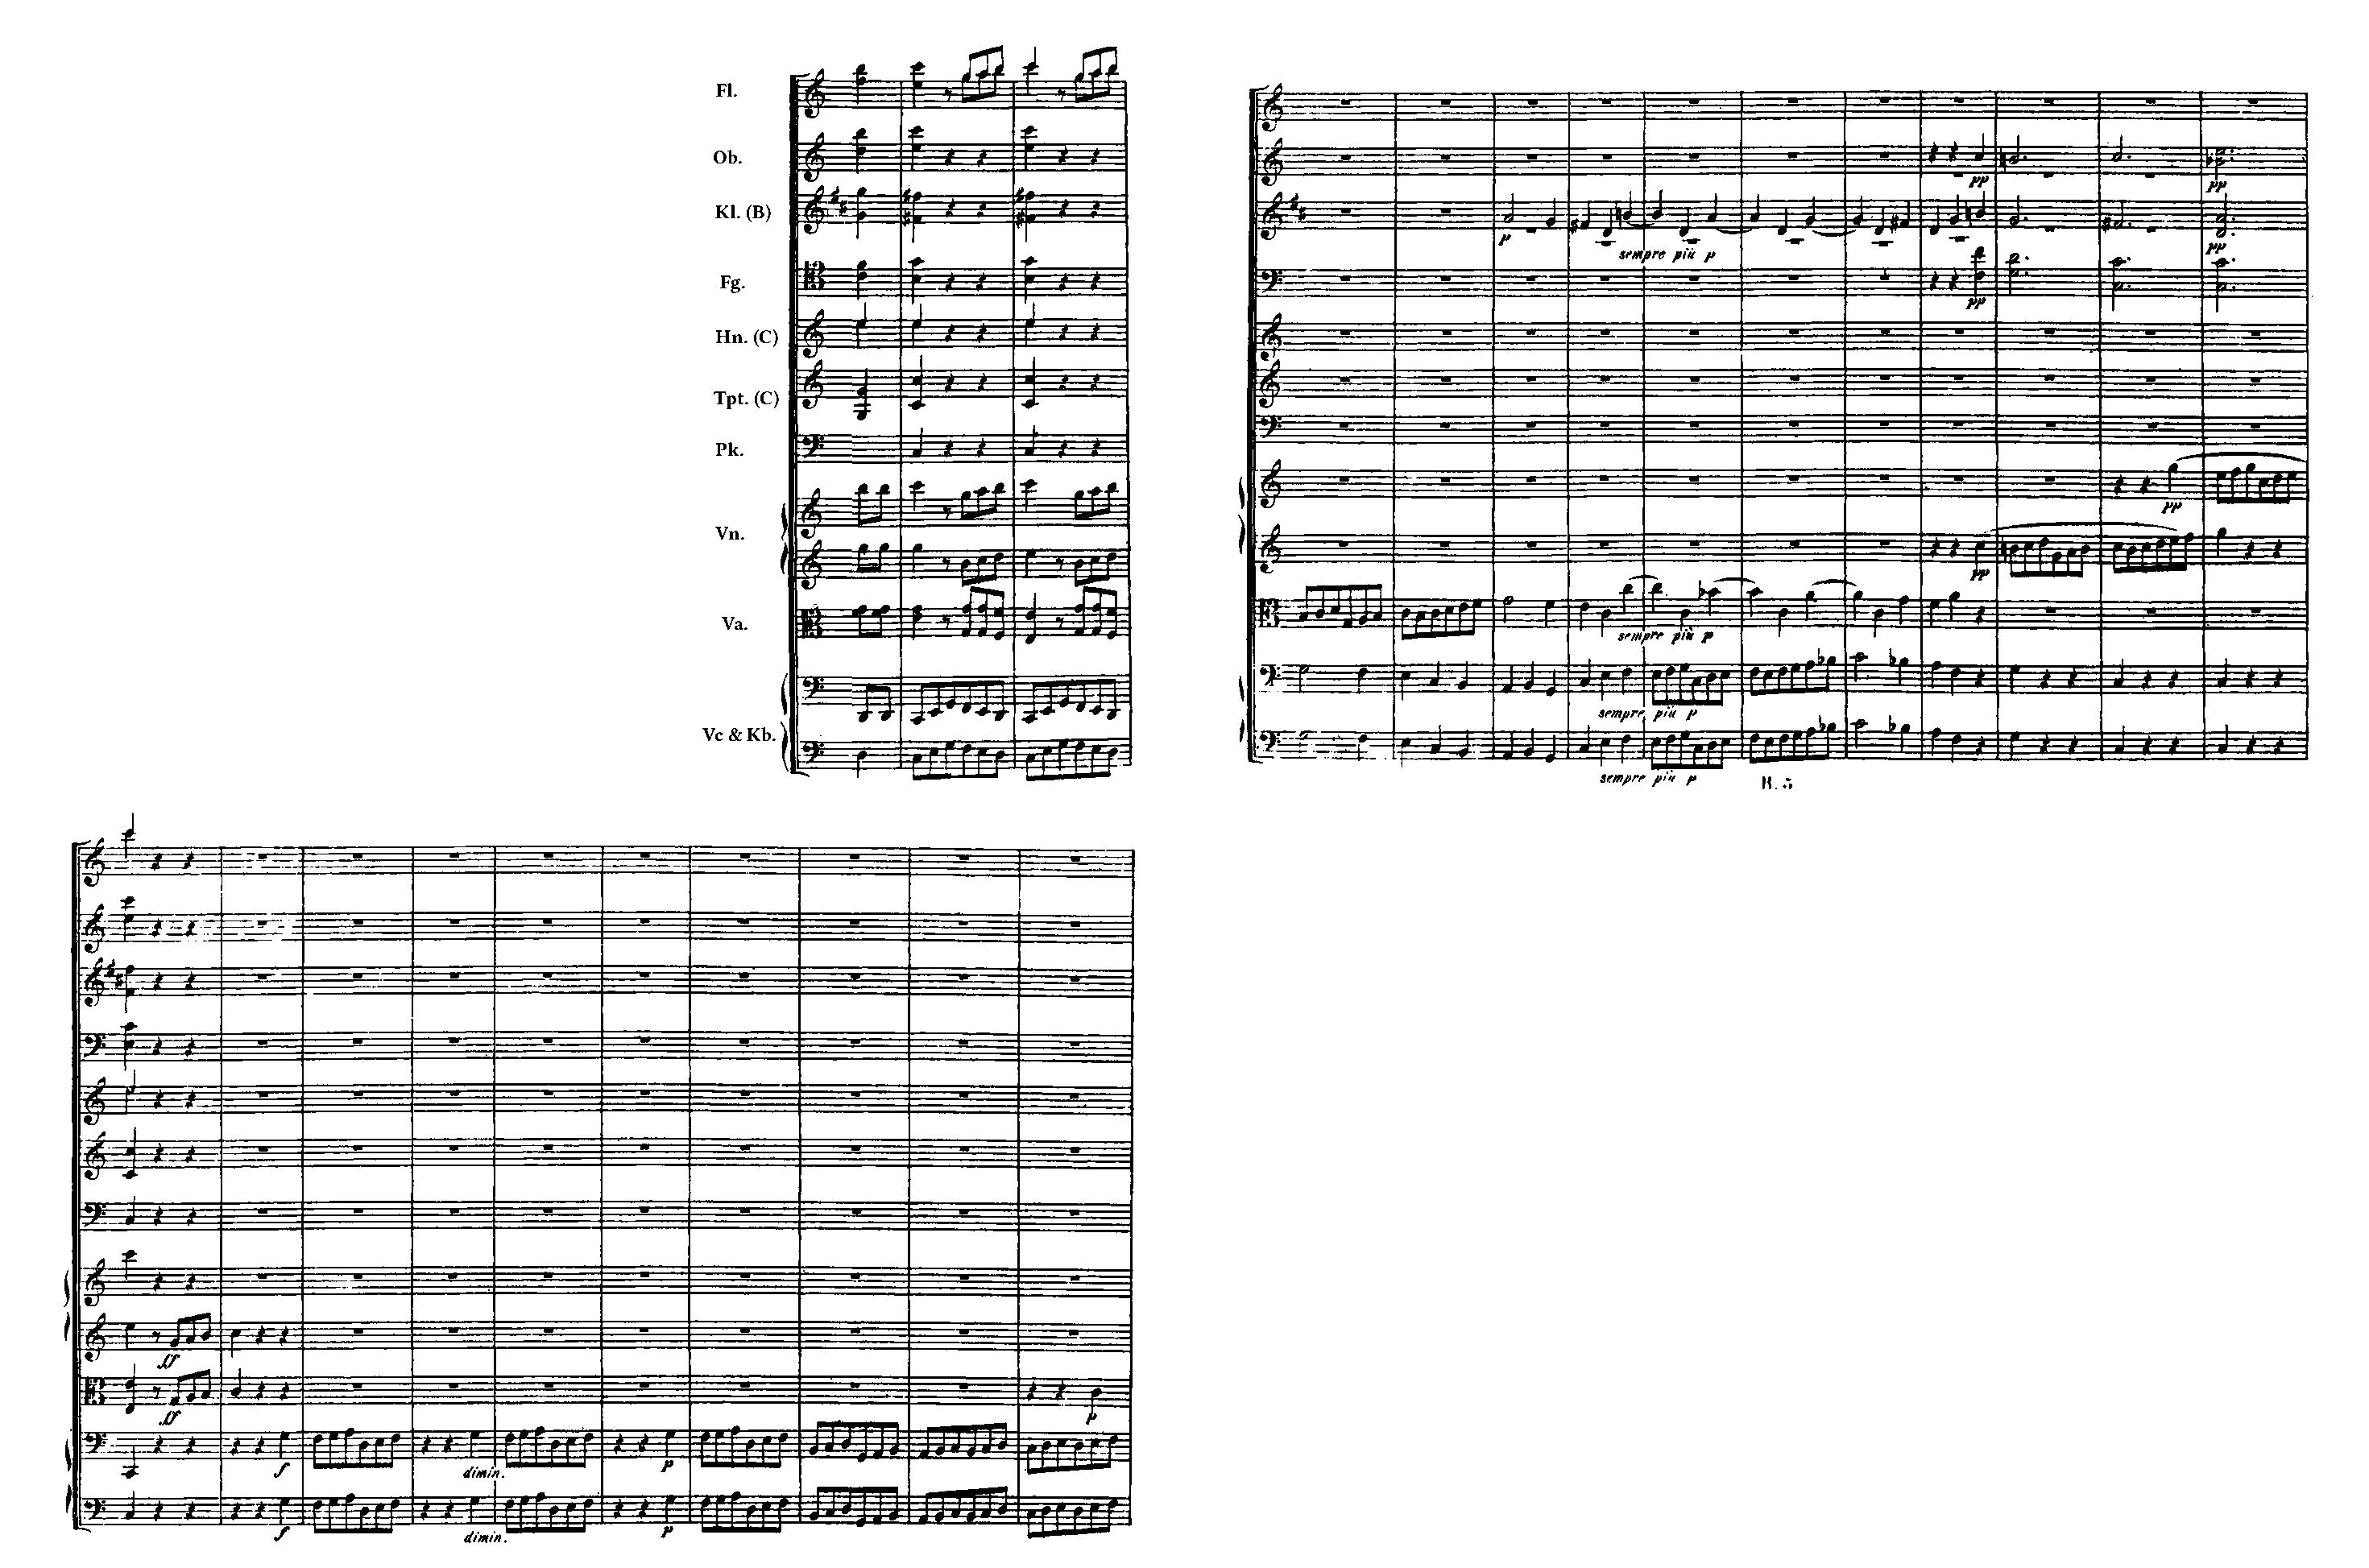 Fl.
Ob.
Kl. (B)
Fg.
Hn. (C)
Tpt. (C)
Pk.
Vn.
Va.
Vc & Kb.
pp
pp
p
sempre più p
pp
pp
pp
pp
sempre più p
sempre più p
sempre più p
B. 5
ff
ff
p
f
dimin.
p
f
dimin.
p